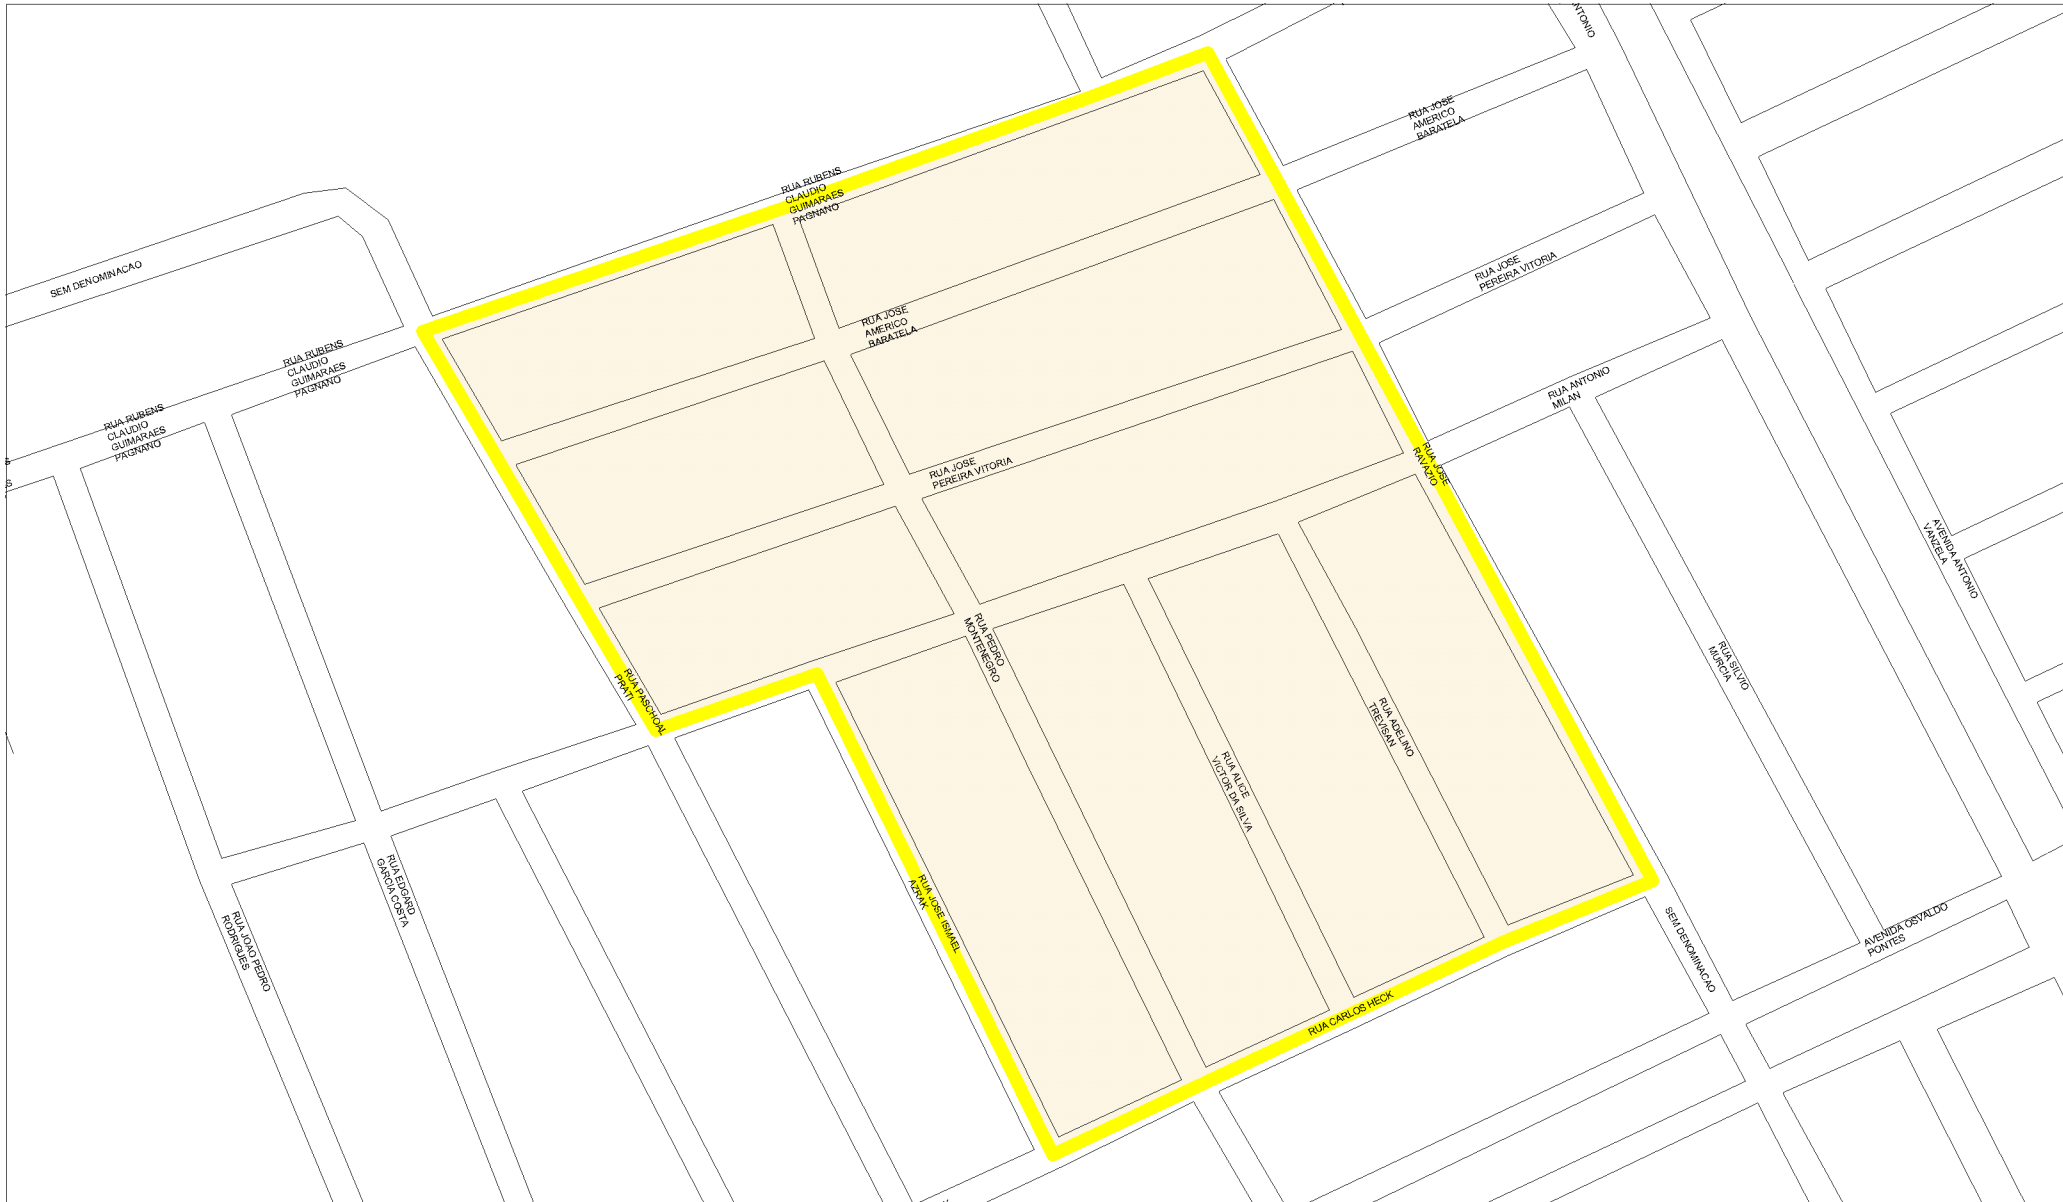 NTONIO
RUA JOSE
AMERICO
BARATELA
RUA RUBENS
CLAUDIO
GUIMARAES
PAGNANO
SEM DENOMINACAO
RUA JOSE
PEREIRA VITORIA
RUA JOSE
AMERICO
BARATELA
RUA RUBENS
CLAUDIO
GUIMARAES
PAGNANO
RUA ANTONIO
MILAN
RUA RUBENS
CLAUDIO
GUIMARAES
PAGNANO
S
S
RUA JOSE
PEREIRA VITORIA
RUA JOSE
RAVAZIO
AVENIDA ANTONIO
VANZELA
RUA PEDRO
MONTENEGRO
RUA SILVIO
MURCIA
RUA PASCHOAL
PRATI
RUA ADELINO
TREVISAN
RUA ALICE
VICTOR DA SILVA
RUA EDGARD
GARCIA COSTA
RUA JOSE ISMAEL
AZRAK
RUA JOAO PEDRO
RODRIGUES
AVENIDA OSVALDO
PONTES
SEM DENOMINACAO
RUA CARLOS HECK